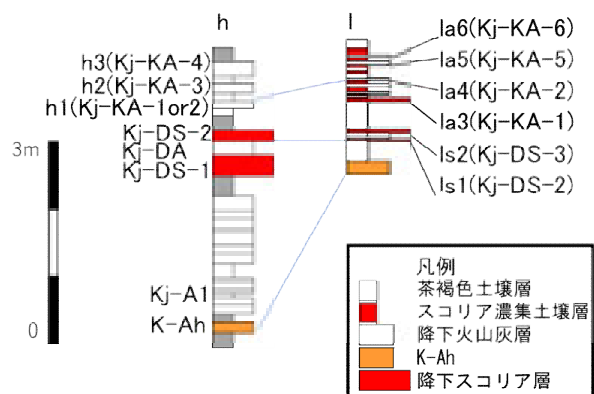 h
h3(Kj-KA-4)
h2(Kj-KA-3)
h1(Kj-KA-1or2)
Kj-DS-2
Kj-DA
Kj-DS-1
Kj-A1
K-Ah
3m
0
l
la6(Kj-KA-6)
la5(Kj-KA-5)
la4(Kj-KA-2)
la3(Kj-KA-1)
ls2(Kj-DS-3)
ls1(Kj-DS-2)
凡例
茶褐色土壌層
スコリア濃集土壌層
降下火山灰層
K-Ah
降下スコリア層